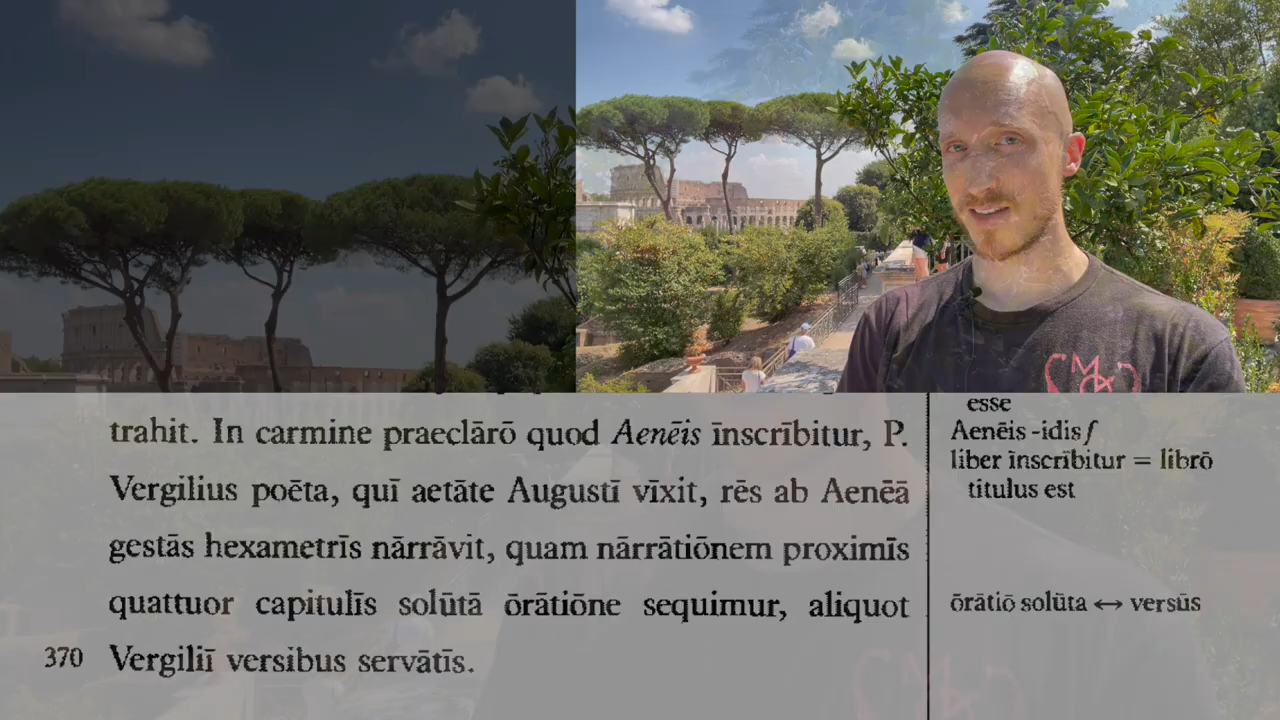 trahit. In carmine praeclārō quod Aenēis īnscrībitur, P.
Vergilius poēta, quī aetāte Augustī vīxit, rēs ab Aenēā
gestās hexametrīs nārrāvit, quam nārrātiōnem proximīs
quattuor capitulīs solūtā ōrātiōne sequimur, aliquot
370 Vergiliī versibus servātīs.
esse
Aenēis -idis f
liber īnscrībitur = librō
titulus est
ōrātiō solūta ↔ versūs